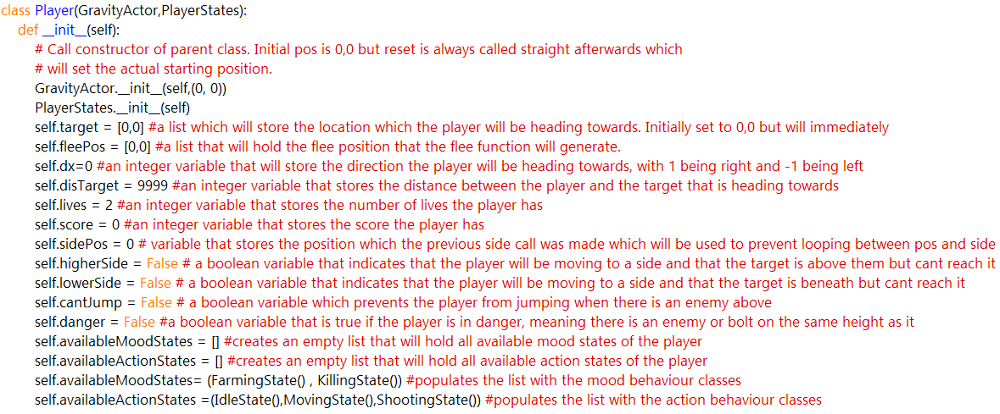 class Player(GravityActor,PlayerStates):
def __init__(self):
# Call constructor of parent class. Initial pos is 0,0 but reset is always called straight afterwards which
# will set the actual starting position.
GravityActor.__init__(self,(0, 0))
PlayerStates.__init__(self)
self.target = [0,0] #a list which will store the location which the player will be heading towards. Initially set to 0,0 but will immediately
self.fleePos = [0,0] #a list that will hold the flee position that the flee function will generate.
self.dx=0 #an integer variable that will store the direction the player will be heading towards, with 1 being right and -1 being left
self.disTarget = 9999 #an integer variable that stores the distance between the player and the target that is heading towards
self.lives = 2 #an integer variable that stores the number of lives the player has
self.score = 0 #an integer variable that stores the score the player has
self.sidePos = 0 # variable that stores the position which the previous side call was made which will be used to prevent looping between pos and side
self.higherSide = False # a boolean variable that indicates that the player will be moving to a side and that the target is above them but cant reach it
self.lowerSide = False # a boolean variable that indicates that the player will be moving to a side and that the target is beneath but cant reach it
self.cantJump = False # a boolean variable which prevents the player from jumping when there is an enemy above
self.danger = False #a boolean variable that is true if the player is in danger, meaning there is an enemy or bolt on the same height as it
self.availableMoodStates = [] #creates an empty list that will hold all available mood states of the player
self.availableActionStates = [] #creates an empty list that will hold all available action states of the player
self.availableMoodStates= (FarmingState() , KillingState()) #populates the list with the mood behaviour classes
self.availableActionStates =(IdleState(),MovingState(),ShootingState()) #populates the list with the action behaviour classes